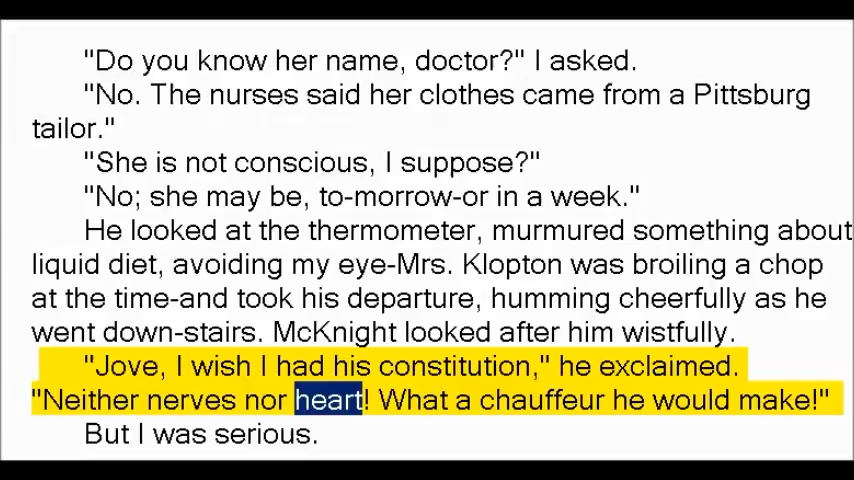 "Do you know her name, doctor?" I asked.
"No. The nurses said her clothes came from a Pittsburg
tailor."
"She is not conscious, I suppose?"
"No; she may be, to-morrow-or in a week."
He looked at the thermometer, murmured something about
liquid diet, avoiding my eye-Mrs. Klopton was broiling a chop
at the time-and took his departure, humming cheerfully as he
went down-stairs. McKnight looked after him wistfully.
"Jove, I wish I had his constitution," he exclaimed.
"Neither nerves nor heart! What a chauffeur he would make!"
But I was serious.